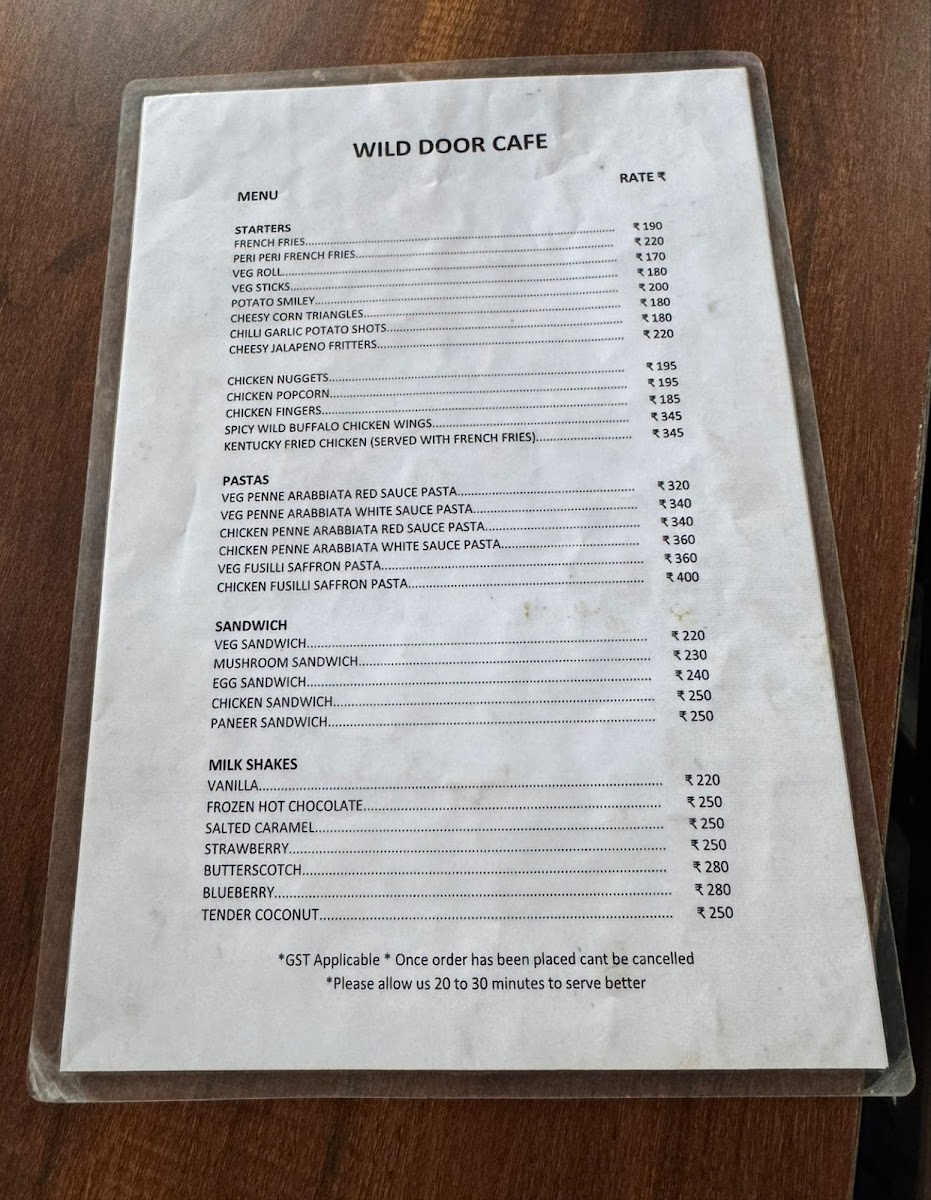 WILD DOOR CAFE
MENU RATE ₹
STARTERS
FRENCH FRIES ₹ 190
PERI PERI FRENCH FRIES ₹ 220
VEG ROLL ₹ 170
VEG STICKS ₹ 180
POTATO SMILEY ₹ 200
CHEESY CORN TRIANGLES ₹ 180
CHILLI GARLIC POTATO SHOTS ₹ 180
CHEESY JALAPENO FRITTERS ₹ 220
CHICKEN NUGGETS ₹ 195
CHICKEN POPCORN ₹ 195
CHICKEN FINGERS ₹ 185
SPICY WILD BUFFALO CHICKEN WINGS ₹ 345
KENTUCKY FRIED CHICKEN (SERVED WITH FRENCH FRIES) ₹ 345
PASTAS
VEG PENNE ARABBIATA RED SAUCE PASTA ₹ 320
VEG PENNE ARABBIATA WHITE SAUCE PASTA ₹ 340
CHICKEN PENNE ARABBIATA RED SAUCE PASTA ₹ 340
CHICKEN PENNE ARABBIATA WHITE SAUCE PASTA ₹ 360
VEG FUSILLI SAFFRON PASTA ₹ 360
CHICKEN FUSILLI SAFFRON PASTA ₹ 400
SANDWICH
VEG SANDWICH ₹ 220
MUSHROOM SANDWICH ₹ 230
EGG SANDWICH ₹ 240
CHICKEN SANDWICH ₹ 250
PANEER SANDWICH ₹ 250
MILK SHAKES
VANILLA ₹ 220
FROZEN HOT CHOCOLATE ₹ 250
SALTED CARAMEL ₹ 250
STRAWBERRY ₹ 250
BUTTERSCOTCH ₹ 280
BLUEBERRY ₹ 280
TENDER COCONUT ₹ 250
*GST Applicable * Once order has been placed cant be cancelled
*Please allow us 20 to 30 minutes to serve better